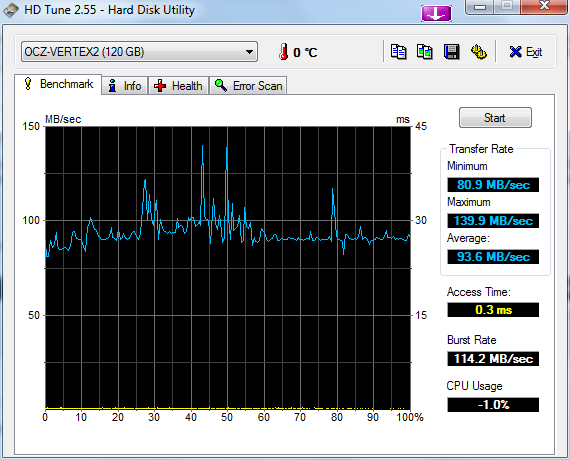 HD Tune 2.55 - Hard Disk Utility
OCZ-VERTEX2 (120 GB)
0 °C
Exit
Benchmark
Info
Health
Error Scan
150
MB/sec
ms
45
100
30
50
15
0 10 20 30 40 50 60 70 80 90 100%
Start
Transfer Rate
Minimum
80.9 MB/sec
Maximum
139.9 MB/sec
Average:
93.6 MB/sec
Access Time:
0.3 ms
Burst Rate
114.2 MB/sec
CPU Usage
-1.0%